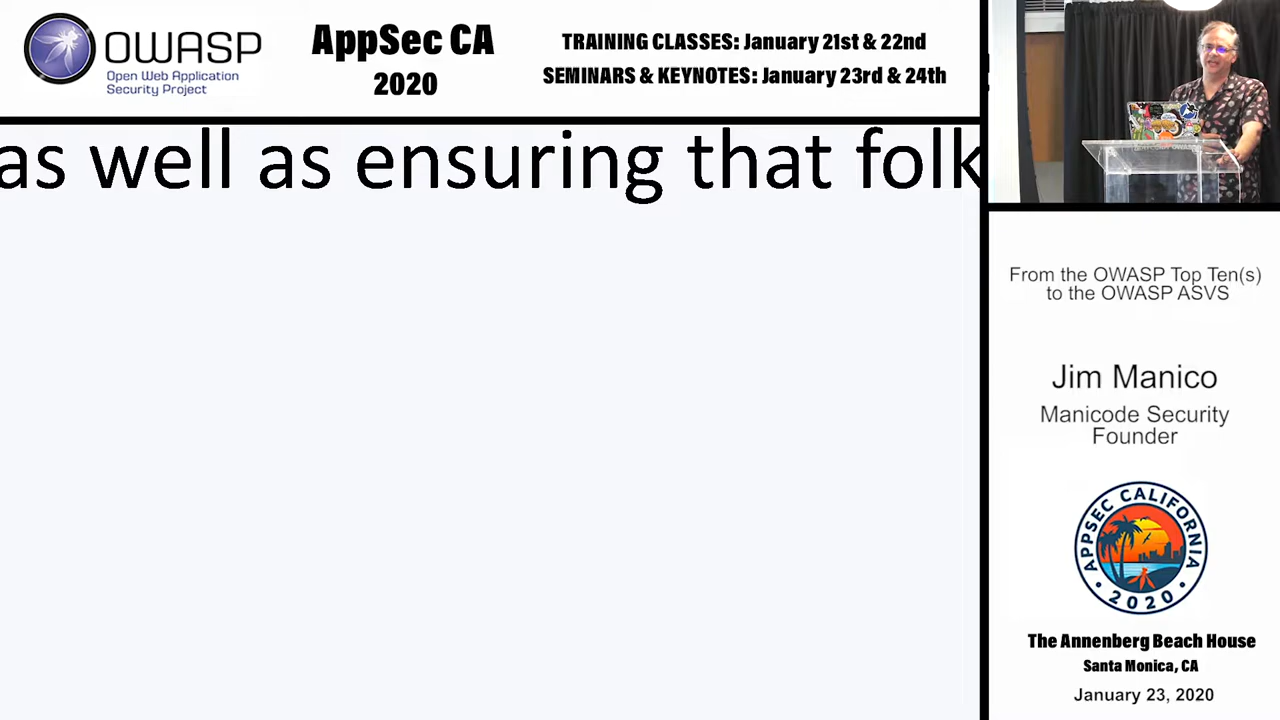 OWASP
Open Web Application
Security Project
AppSec CA
2020
TRAINING CLASSES: January 21st & 22nd
SEMINARS & KEYNOTES: January 23rd & 24th
as well as ensuring that folk
From the OWASP Top Ten(s)
to the OWASP ASVS
Jim Manico
Manicode Security
Founder
APPSEC CALIFORNIA
• 2020 •
The Annenberg Beach House
Santa Monica, CA
January 23, 2020